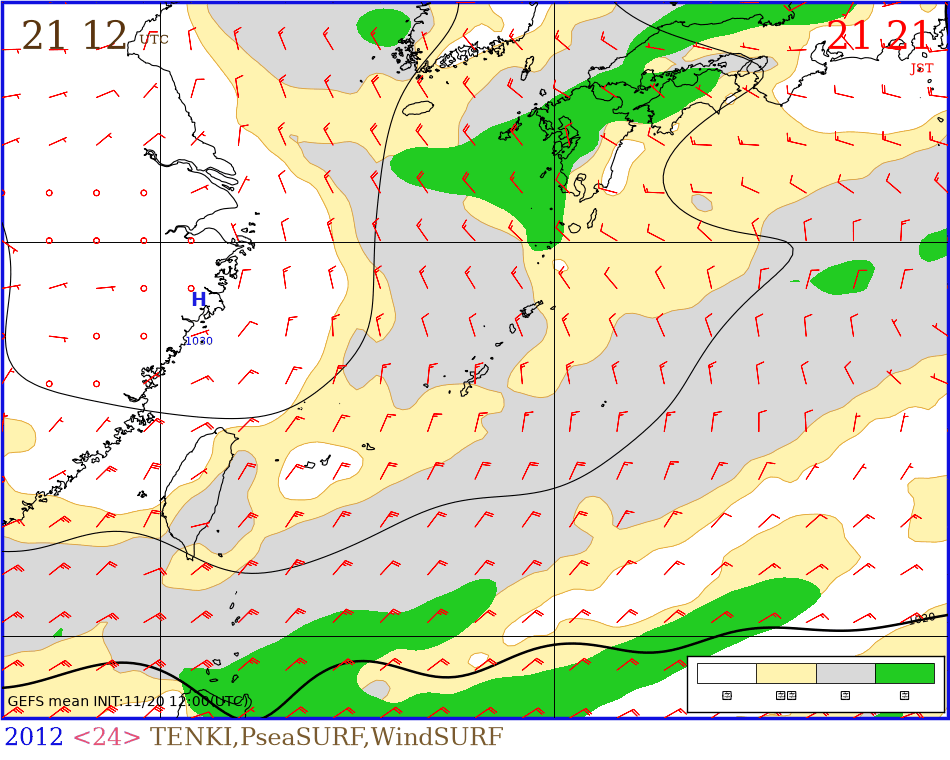 21 12 UTC
21 21
JST
H
1030
1020
GEFS mean INIT:11/20 12:00(UTC)
2012 <24> TENKI,PseaSURF,WindSURF